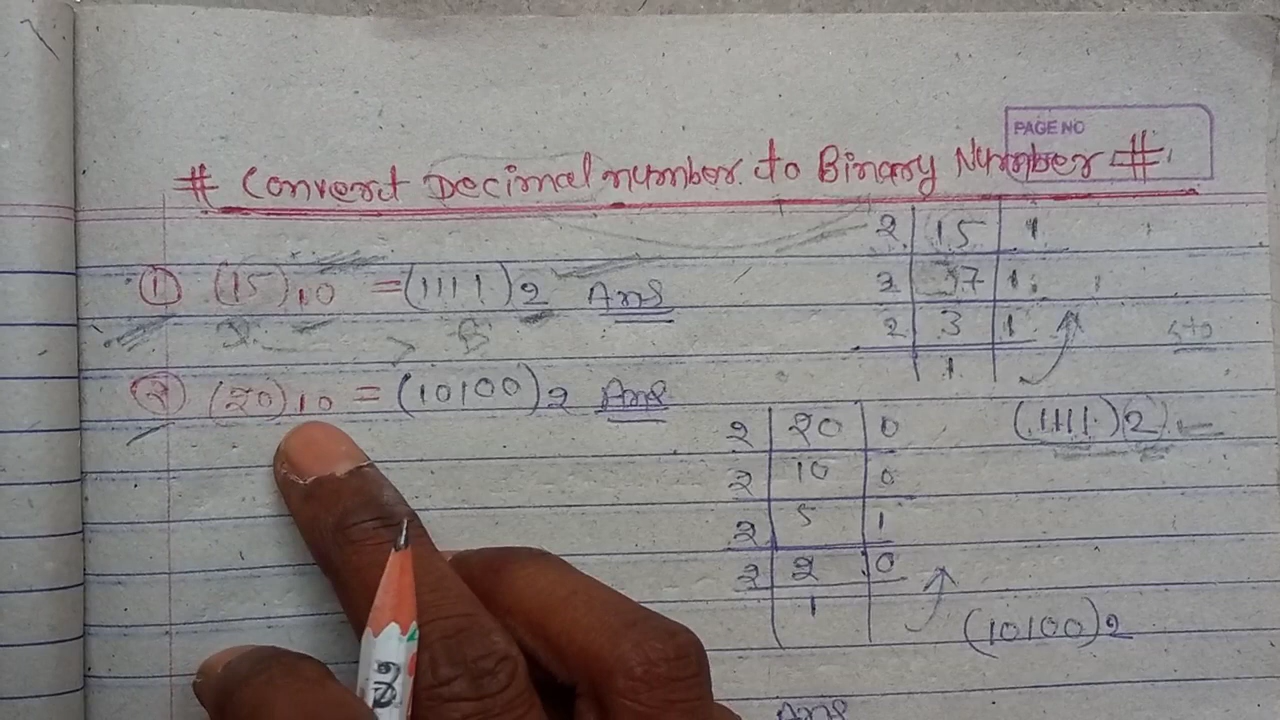 PAGE NO
# Convert Decimal number to Binary Number #
① (15)10 =(1111)2 Ans
② (20)10 = (10100)2 Ans
2 15 1
2 7 1
2 3 1
1
(1111)2
2 20 0
2 10 0
2 5 1
2 2 0
1
(10100)2
Ans